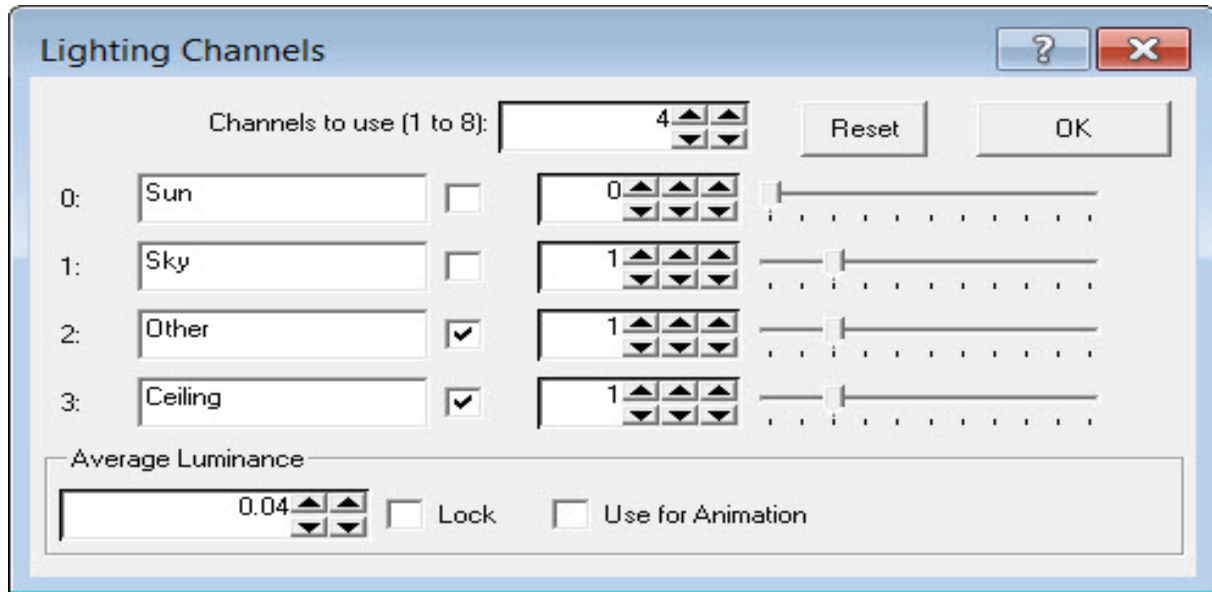 Lighting Channels
Channels to use (1 to 8): 4 Reset OK
0: Sun 0
1: Sky 1
2: Other 1
3: Ceiling 1
Average Luminance
0.04 Lock Use for Animation